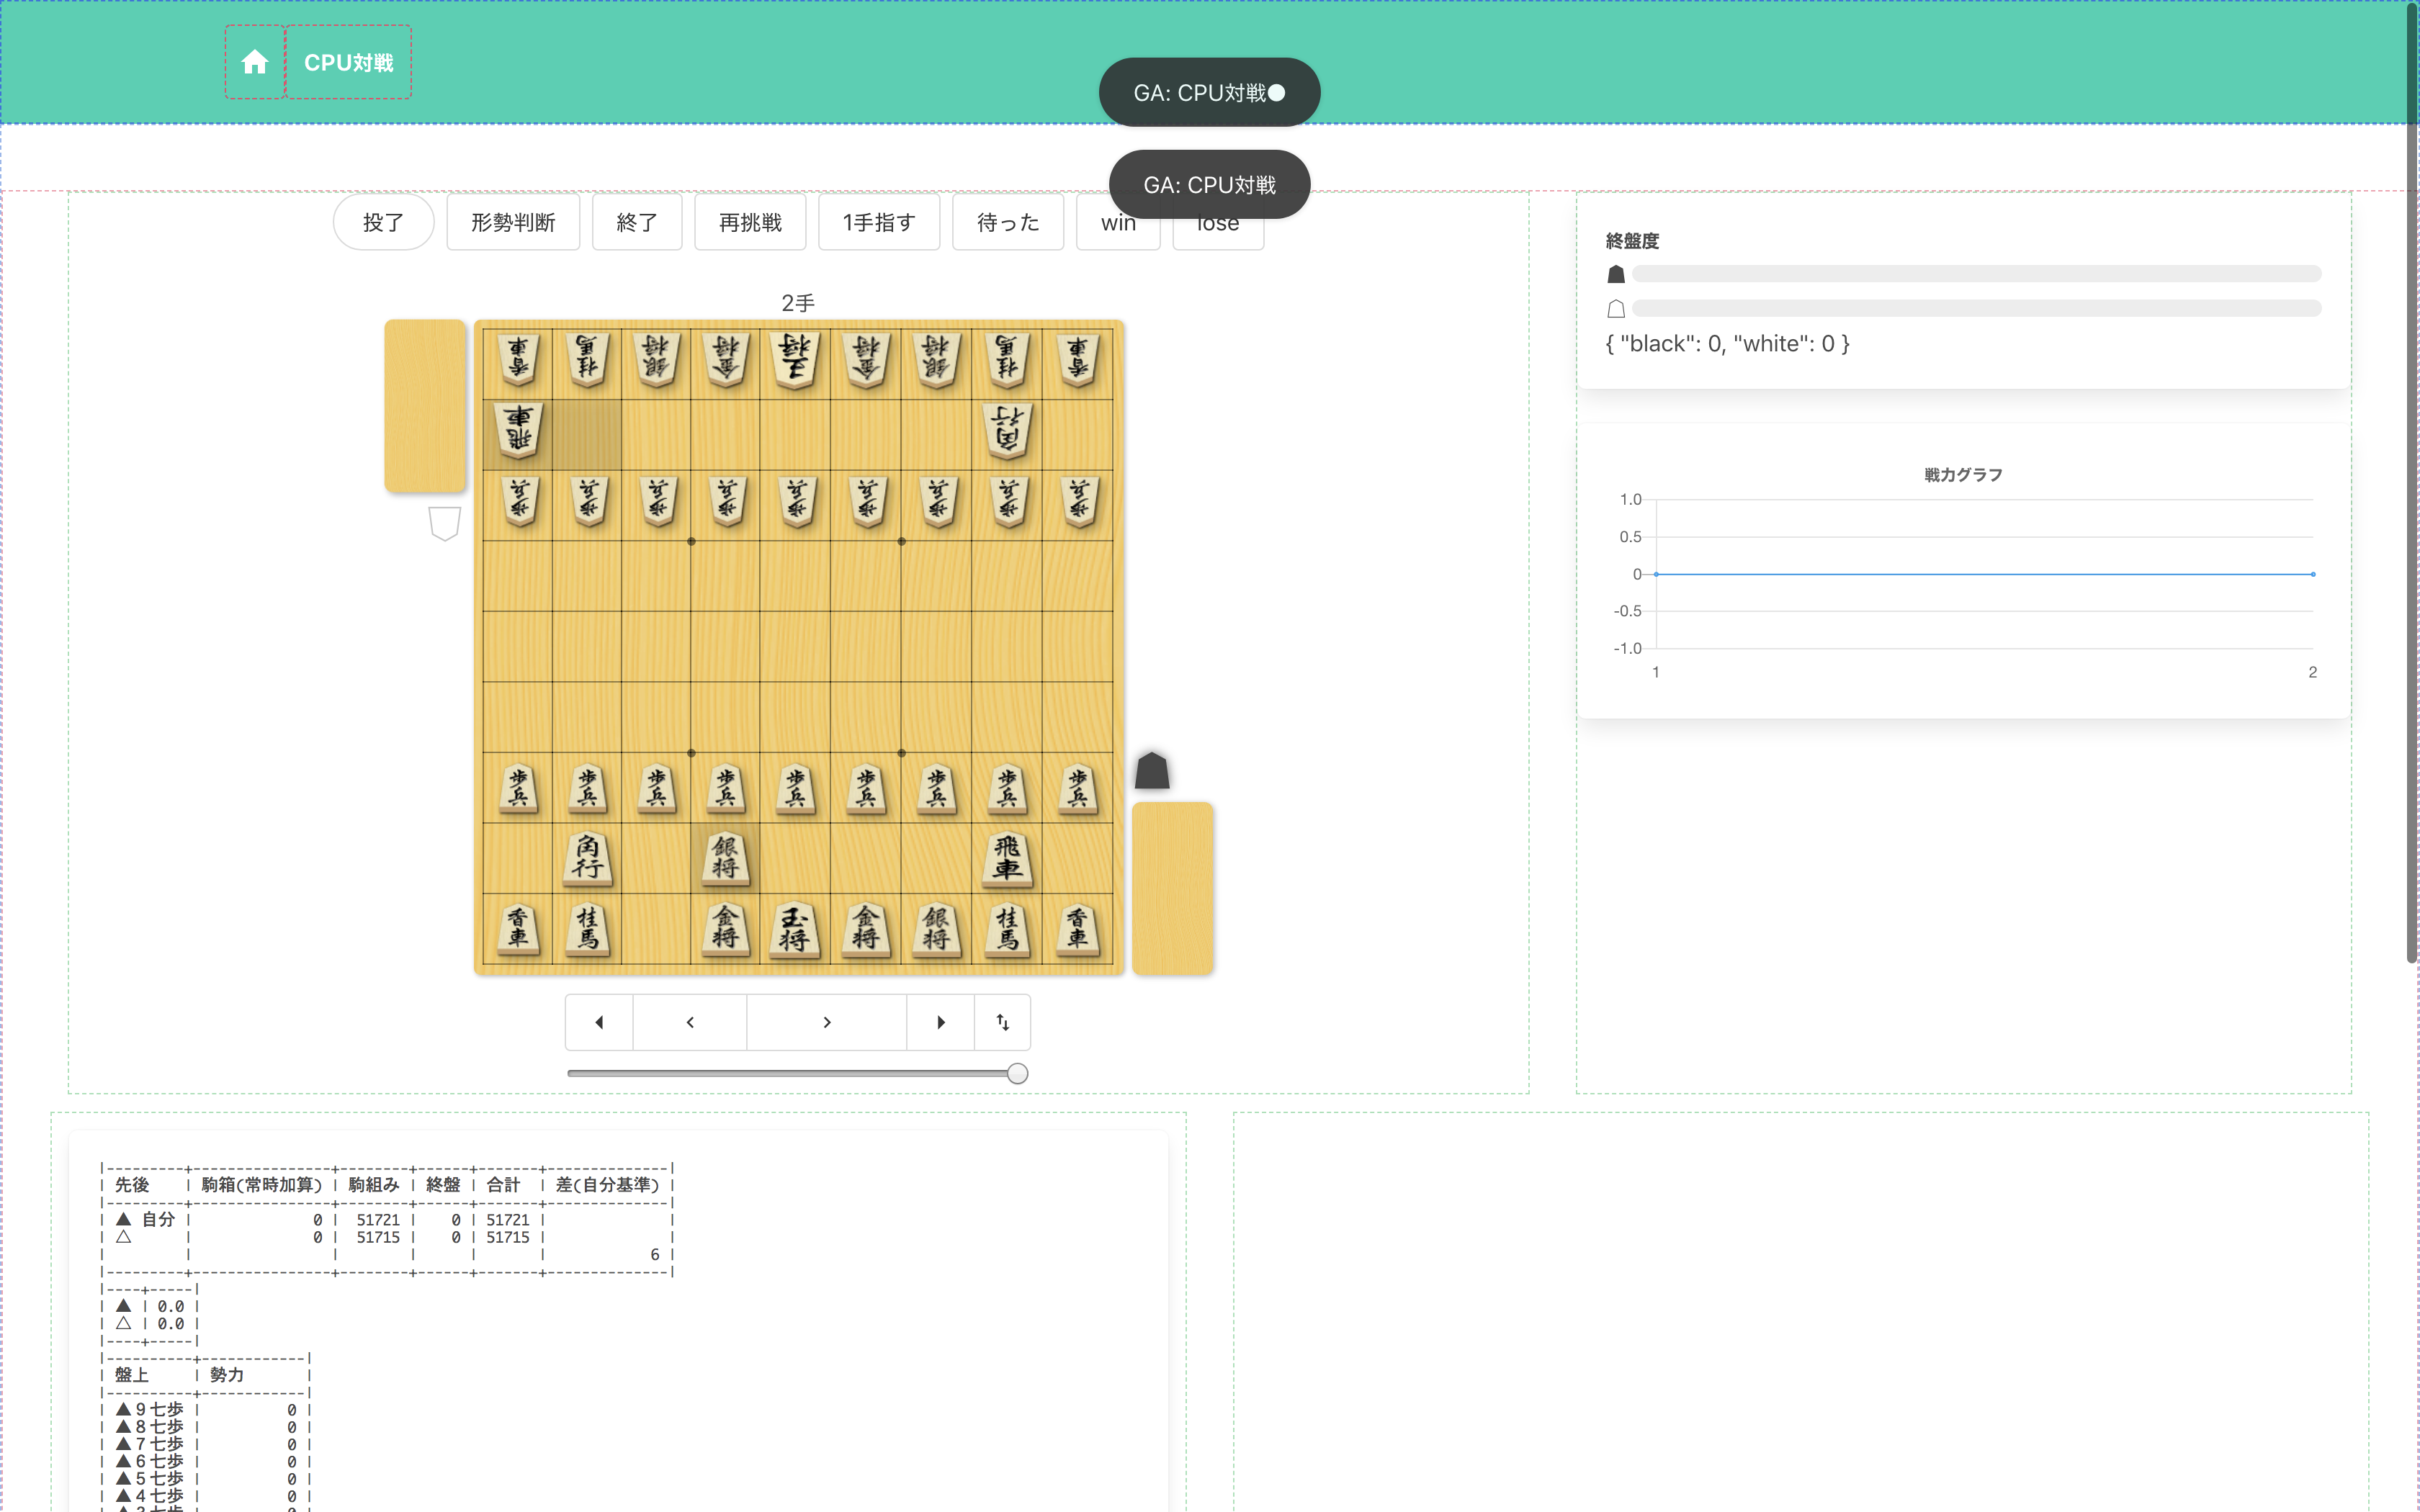 CPU対戦
GA: CPU対戦
GA: CPU対戦
投了 形勢判断 終了 再挑戦 1手指す 待った win lose
2手
香車 桂馬 銀将 金将 王将 金将 銀将 桂馬 香車
飛車 角行
歩兵 歩兵 歩兵 歩兵 歩兵 歩兵 歩兵 歩兵 歩兵
歩兵 歩兵 歩兵 歩兵 歩兵 歩兵 歩兵 歩兵 歩兵
角行 銀将 飛車
香車 桂馬 金将 玉将 金将 銀将 桂馬 香車
終盤度
{ "black": 0, "white": 0 }
戦力グラフ
1.0
0.5
0
-0.5
-1.0
1 2
|---------+----------------+--------+------+-------+--------------|
| 先後 | 駒箱(常時加算) | 駒組み | 終盤 | 合計 | 差(自分基準) |
|---------+----------------+--------+------+-------+--------------|
| ▲ 自分 | 0 | 51721 | 0 | 51721 | |
| △ | 0 | 51715 | 0 | 51715 | |
| | | | | | 6 |
|---------+----------------+--------+------+-------+--------------|
|----+-----|
| ▲ | 0.0 |
| △ | 0.0 |
|----+-----|
|----------+------------|
| 盤上 | 勢力 |
|----------+------------|
| ▲9七歩 | 0 |
| ▲8七歩 | 0 |
| ▲7七歩 | 0 |
| ▲6七歩 | 0 |
| ▲5七歩 | 0 |
| ▲4七歩 | 0 |